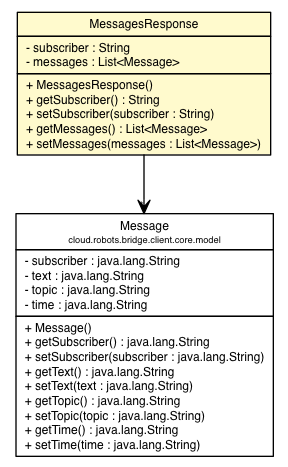 MessagesResponse
- subscriber : String
- messages : List<Message>
+ MessagesResponse()
+ getSubscriber() : String
+ setSubscriber(subscriber : String)
+ getMessages() : List<Message>
+ setMessages(messages : List<Message>)
Message
cloud.robots.bridge.client.core.model
- subscriber : java.lang.String
- text : java.lang.String
- topic : java.lang.String
- time : java.lang.String
+ Message()
+ getSubscriber() : java.lang.String
+ setSubscriber(subscriber : java.lang.String)
+ getText() : java.lang.String
+ setText(text : java.lang.String)
+ getTopic() : java.lang.String
+ setTopic(topic : java.lang.String)
+ getTime() : java.lang.String
+ setTime(time : java.lang.String)